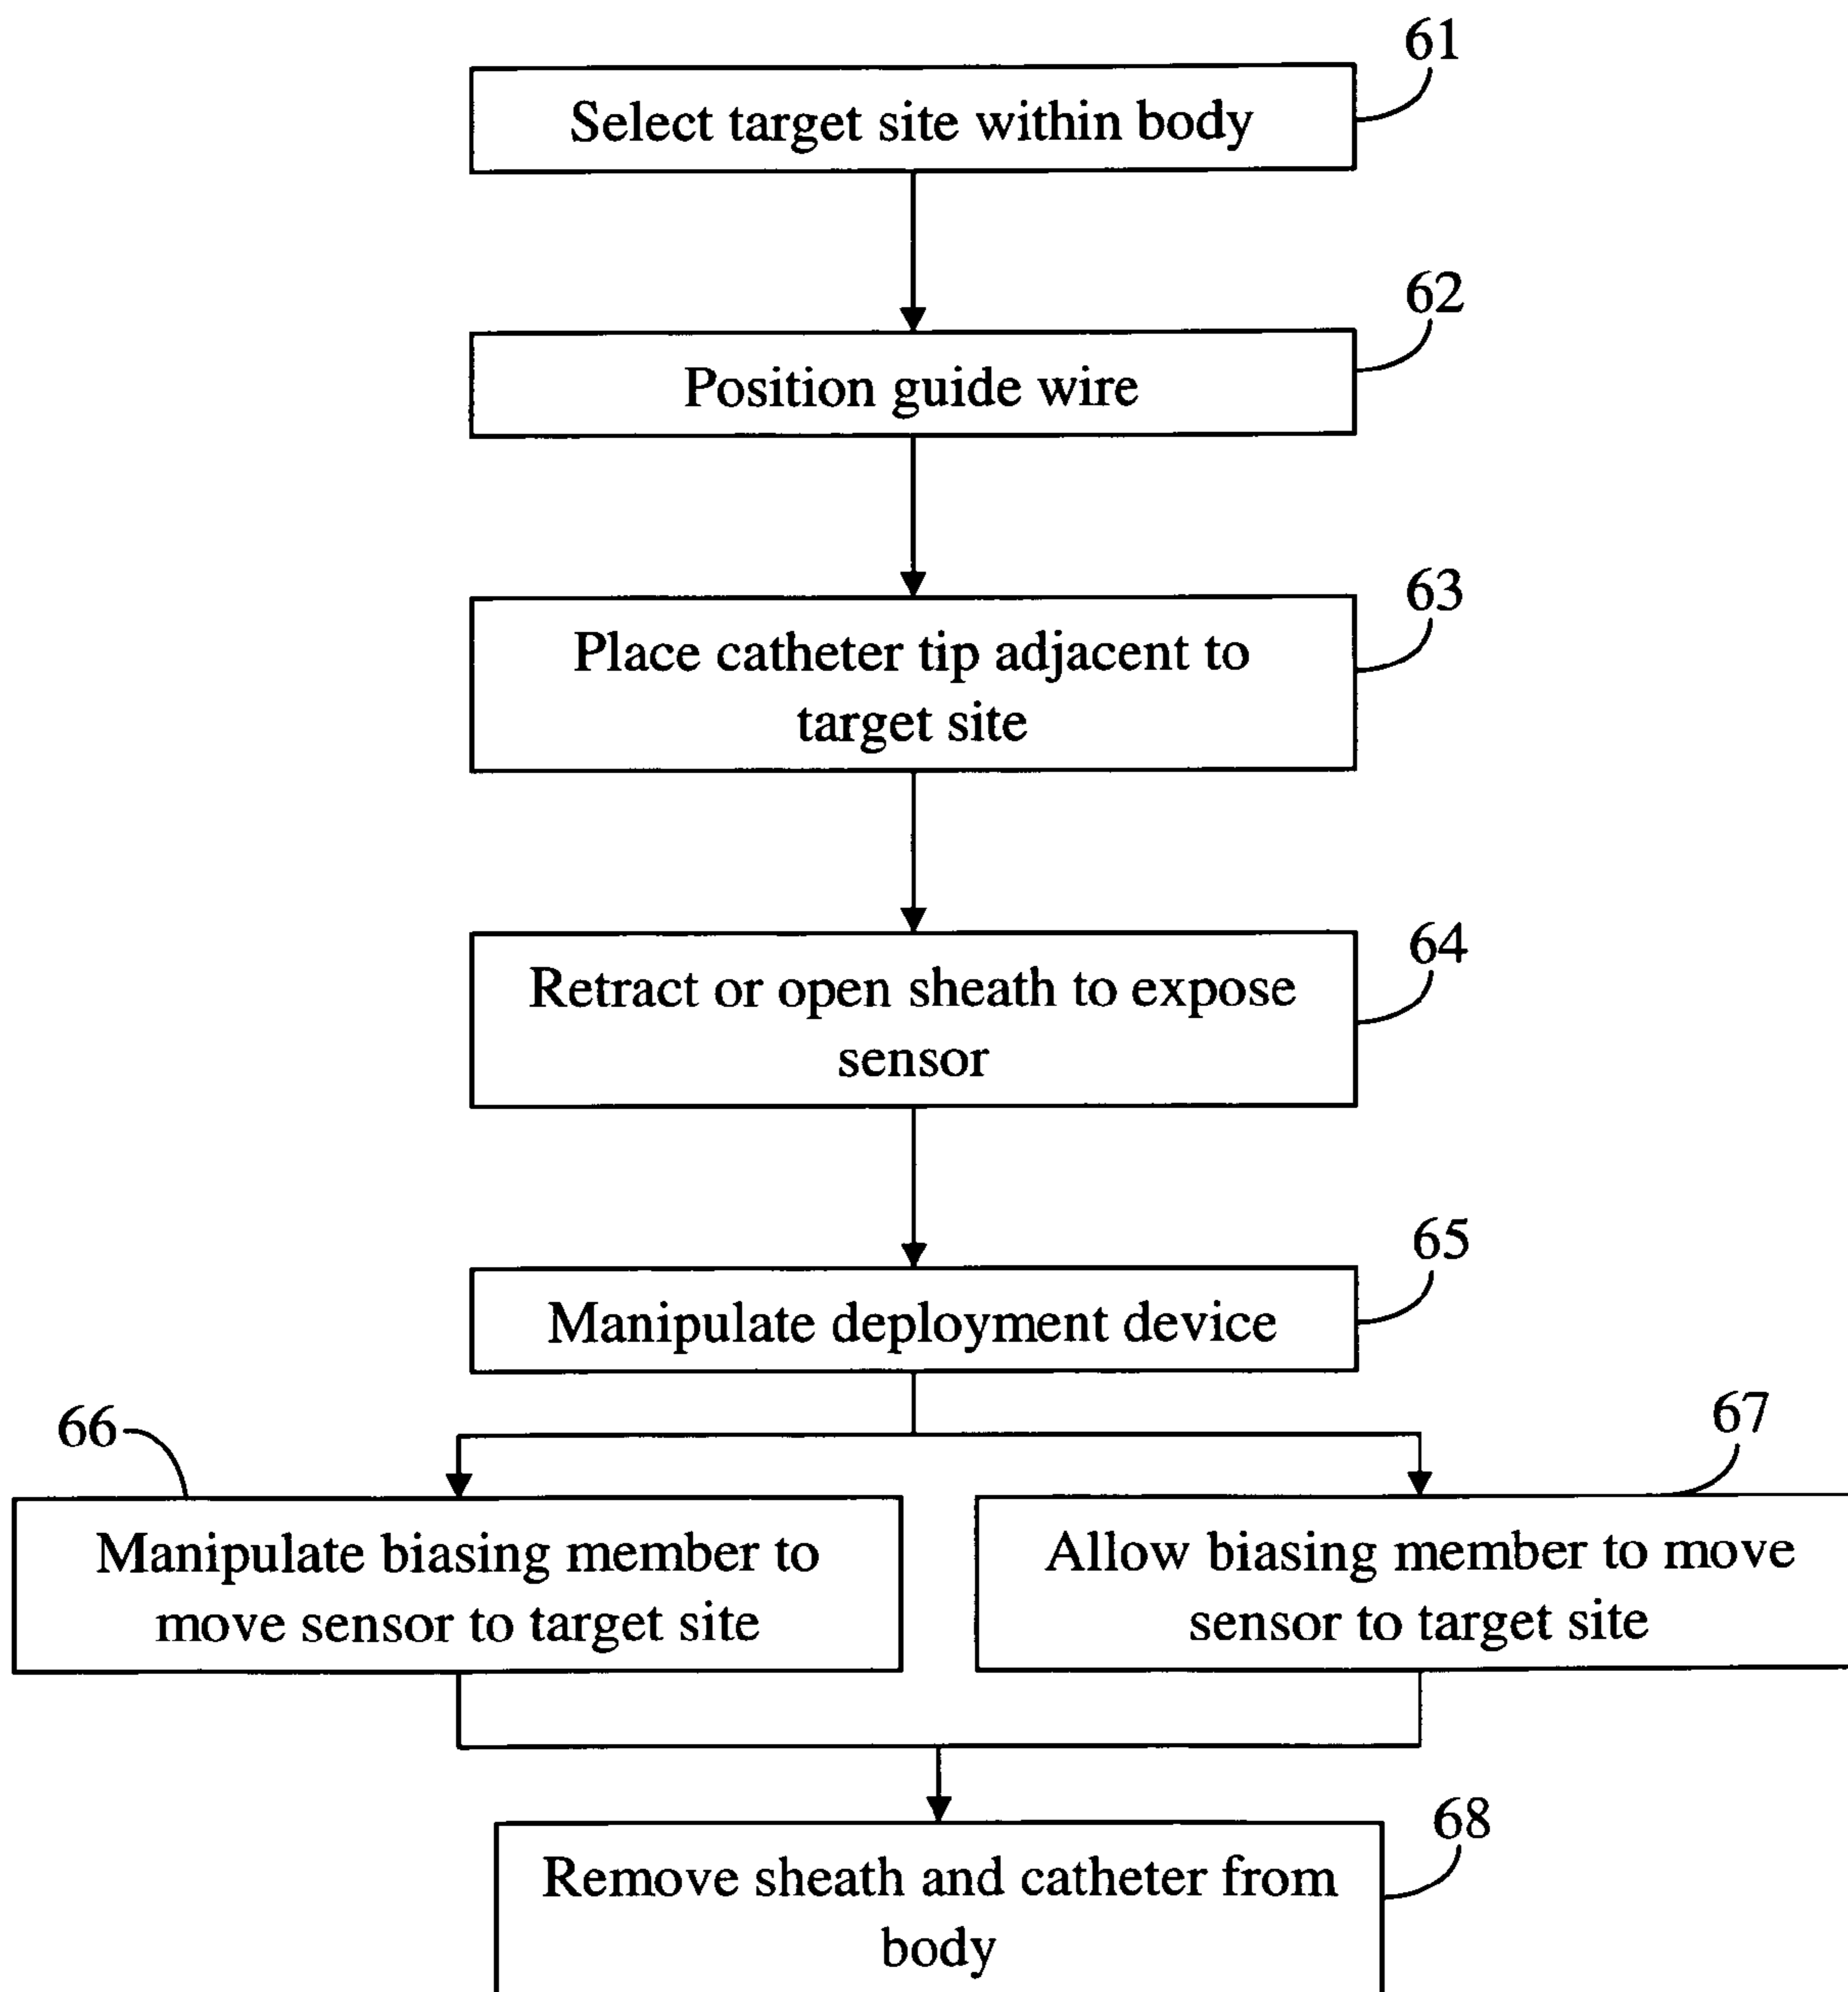 61
Select target site within body
62
Position guide wire
63
Place catheter tip adjacent to
target site
64
Retract or open sheath to expose
sensor
65
Manipulate deployment device
66
67
Manipulate biasing member to
move sensor to target site
Allow biasing member to move
sensor to target site
68
Remove sheath and catheter from
body